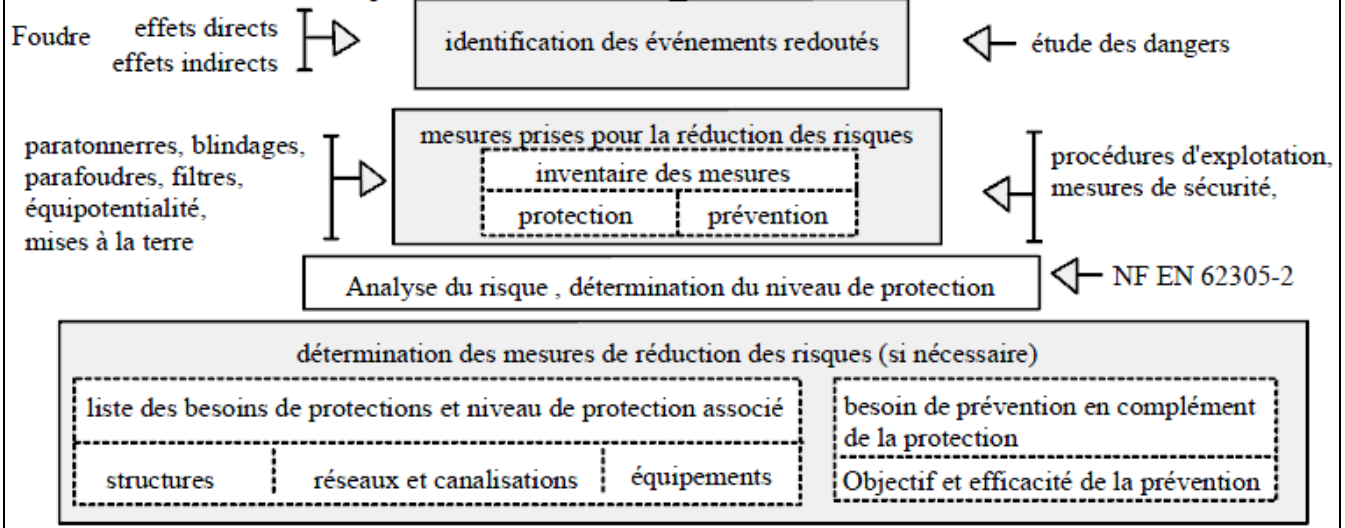 Foudre
effets directs
effets indirects
identification des événements redoutés
étude des dangers
paratonnerres, blindages,
parafoudres, filtres,
équipotentialité,
mises à la terre
mesures prises pour la réduction des risques
inventaire des mesures
protection
prévention
procédures d'explotation,
mesures de sécurité,
Analyse du risque , détermination du niveau de protection
NF EN 62305-2
détermination des mesures de réduction des risques (si nécessaire)
liste des besoins de protections et niveau de protection associé
structures
réseaux et canalisations
équipements
besoin de prévention en complément
de la protection
Objectif et efficacité de la prévention